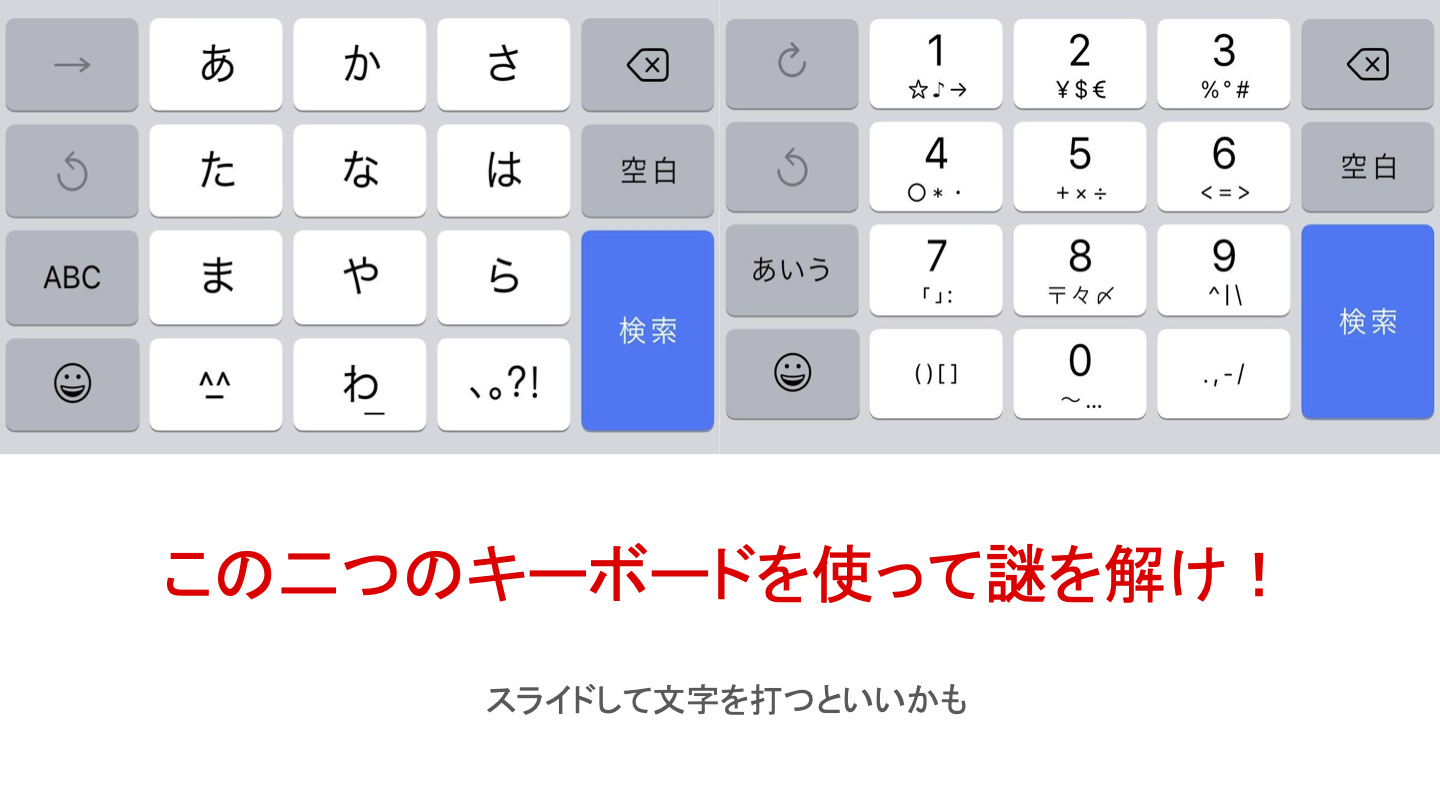 → あ か さ
た な は 空白
ABC ま や ら 検索
^^ わ_ 、。?!
1 2 3
☆♪→ ¥$€ %°#
4 5 6 空白
○*・ +×÷ <=>
あいう 7 8 9 検索
「」: 〒々〆 ^|\
()[] 0 .,-/
～…
この二つのキーボードを使って謎を解け！
スライドして文字を打つといいかも